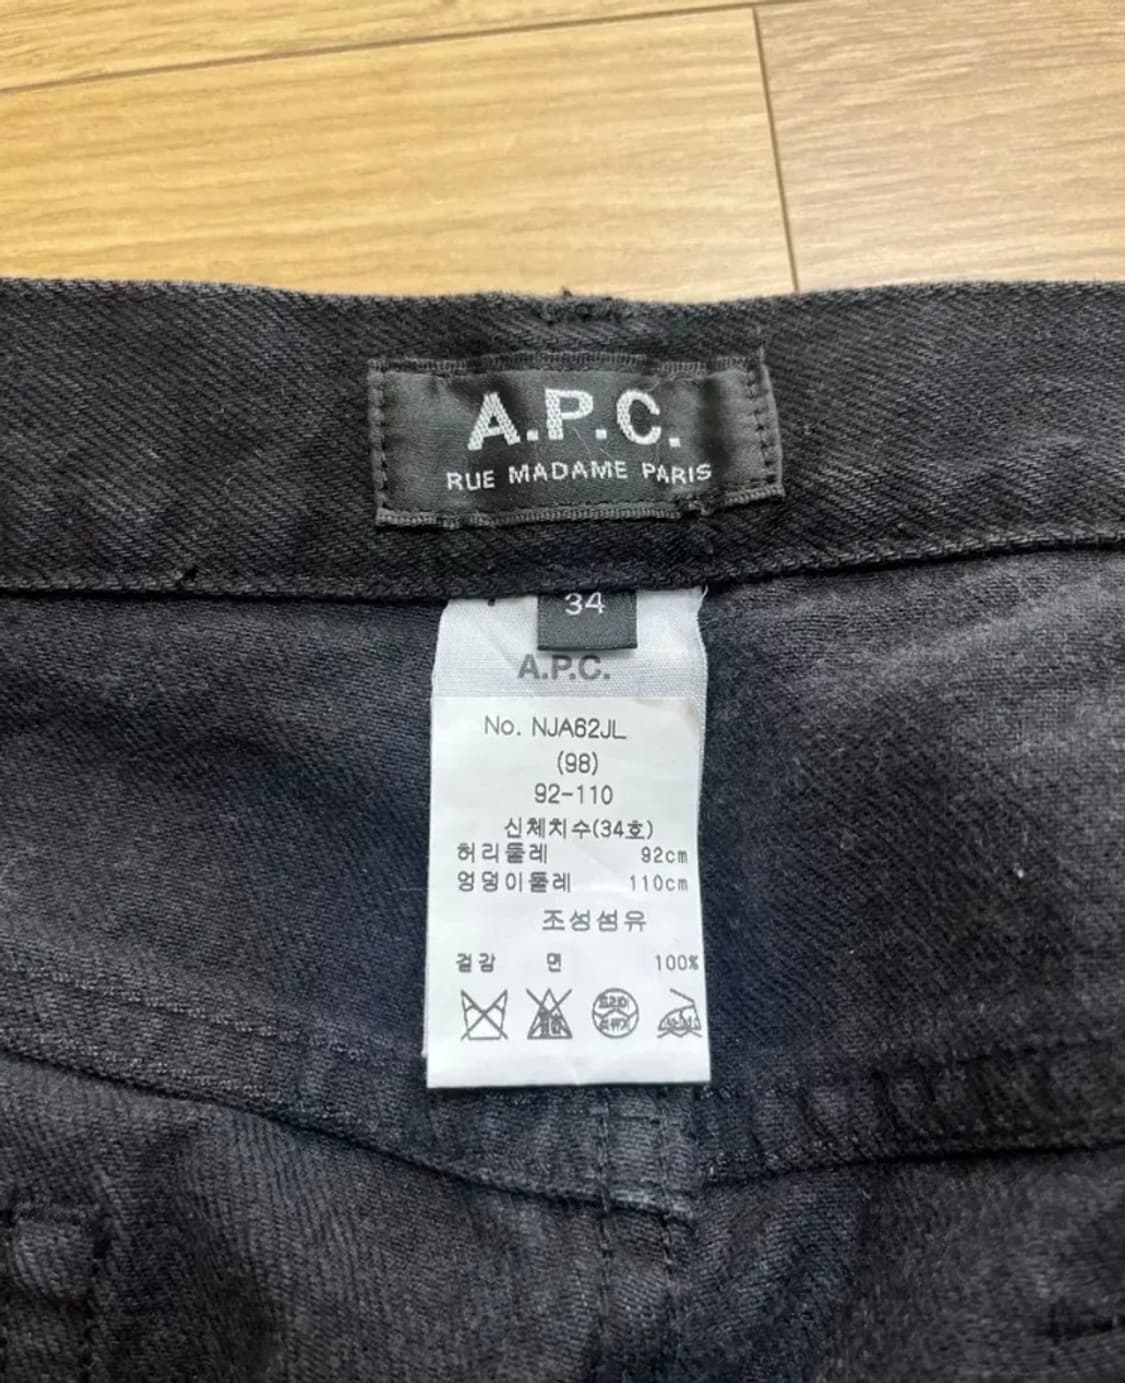 A.P.C.
RUE MADAME PARIS
34
A.P.C.
No. NJA62JL
(98)
92-110
신체치수(34호)
허리둘레 92cm
엉덩이둘레 110cm
조성섬유
겉감 면 100%